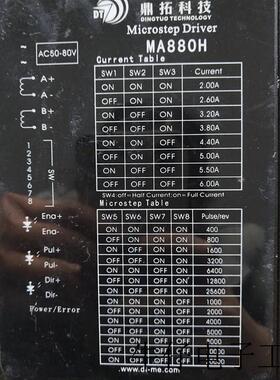 鼎拓科技
DT DINGTUO TECHNOLOGY
Microstep Driver
MA880H
AC50-80V
A+
A-
B+
B-
SW
1 2 3 4 5 6 7 8
Ena+
Ena-
Pul+
Pul-
Dir+
Dir-
Power/Error
Current Table
SW1 SW2 SW3 Current
ON ON ON 2.00A
OFF ON ON 2.60A
ON OFF ON 3.20A
OFF OFF ON 3.80A
ON ON OFF 4.40A
OFF ON OFF 5.00A
ON OFF OFF 5.50A
OFF OFF OFF 6.00A
SW4:off=Half Current;on=Full Current
Microstep Table
SW5 SW6 SW7 SW8 Pulse/rev
ON ON ON ON 400
OFF ON ON ON 800
ON OFF ON ON 1600
OFF OFF ON ON 3200
ON ON OFF ON 6400
OFF ON OFF ON 12800
ON OFF OFF ON 25600
OFF OFF OFF ON 1000
ON ON ON OFF 2000
OFF ON ON OFF 4000
ON OFF ON OFF 5000
OFF OFF ON OFF 8000
ON ON OFF OFF 10000
www.di-me.com